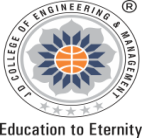 J D COLLEGE OF ENGINEERING & MANAGEMENT
®
Education to Eternity